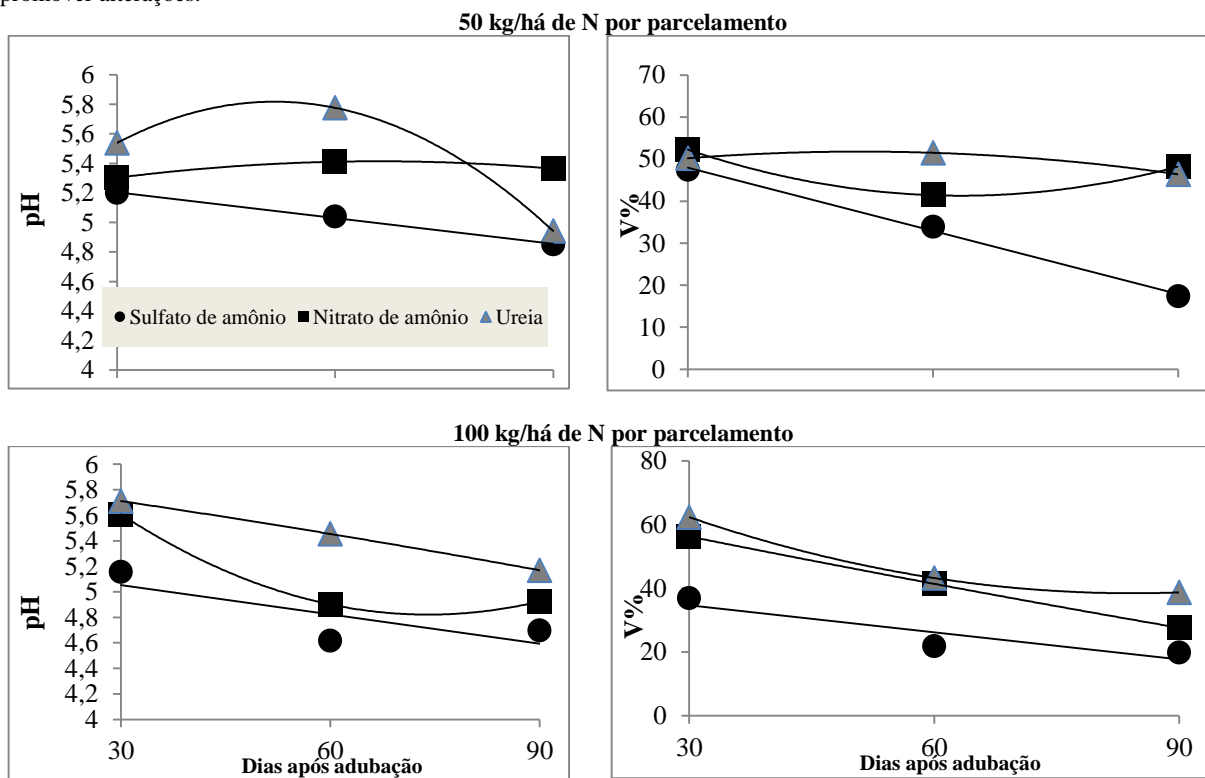 promover alterações.
50 kg/há de N por parcelamento
6
5,8
5,6
5,4
5,2
5
4,8
4,6
4,4
4,2
4
pH
Sulfato de amônio Nitrato de amônio Ureia
70
60
50
40
30
20
10
0
V%
100 kg/há de N por parcelamento
6
5,8
5,6
5,4
5,2
5
4,8
4,6
4,4
4,2
4
pH
30 60 90
Dias após adubação
80
60
40
20
0
V%
30 60 90
Dias após adubação